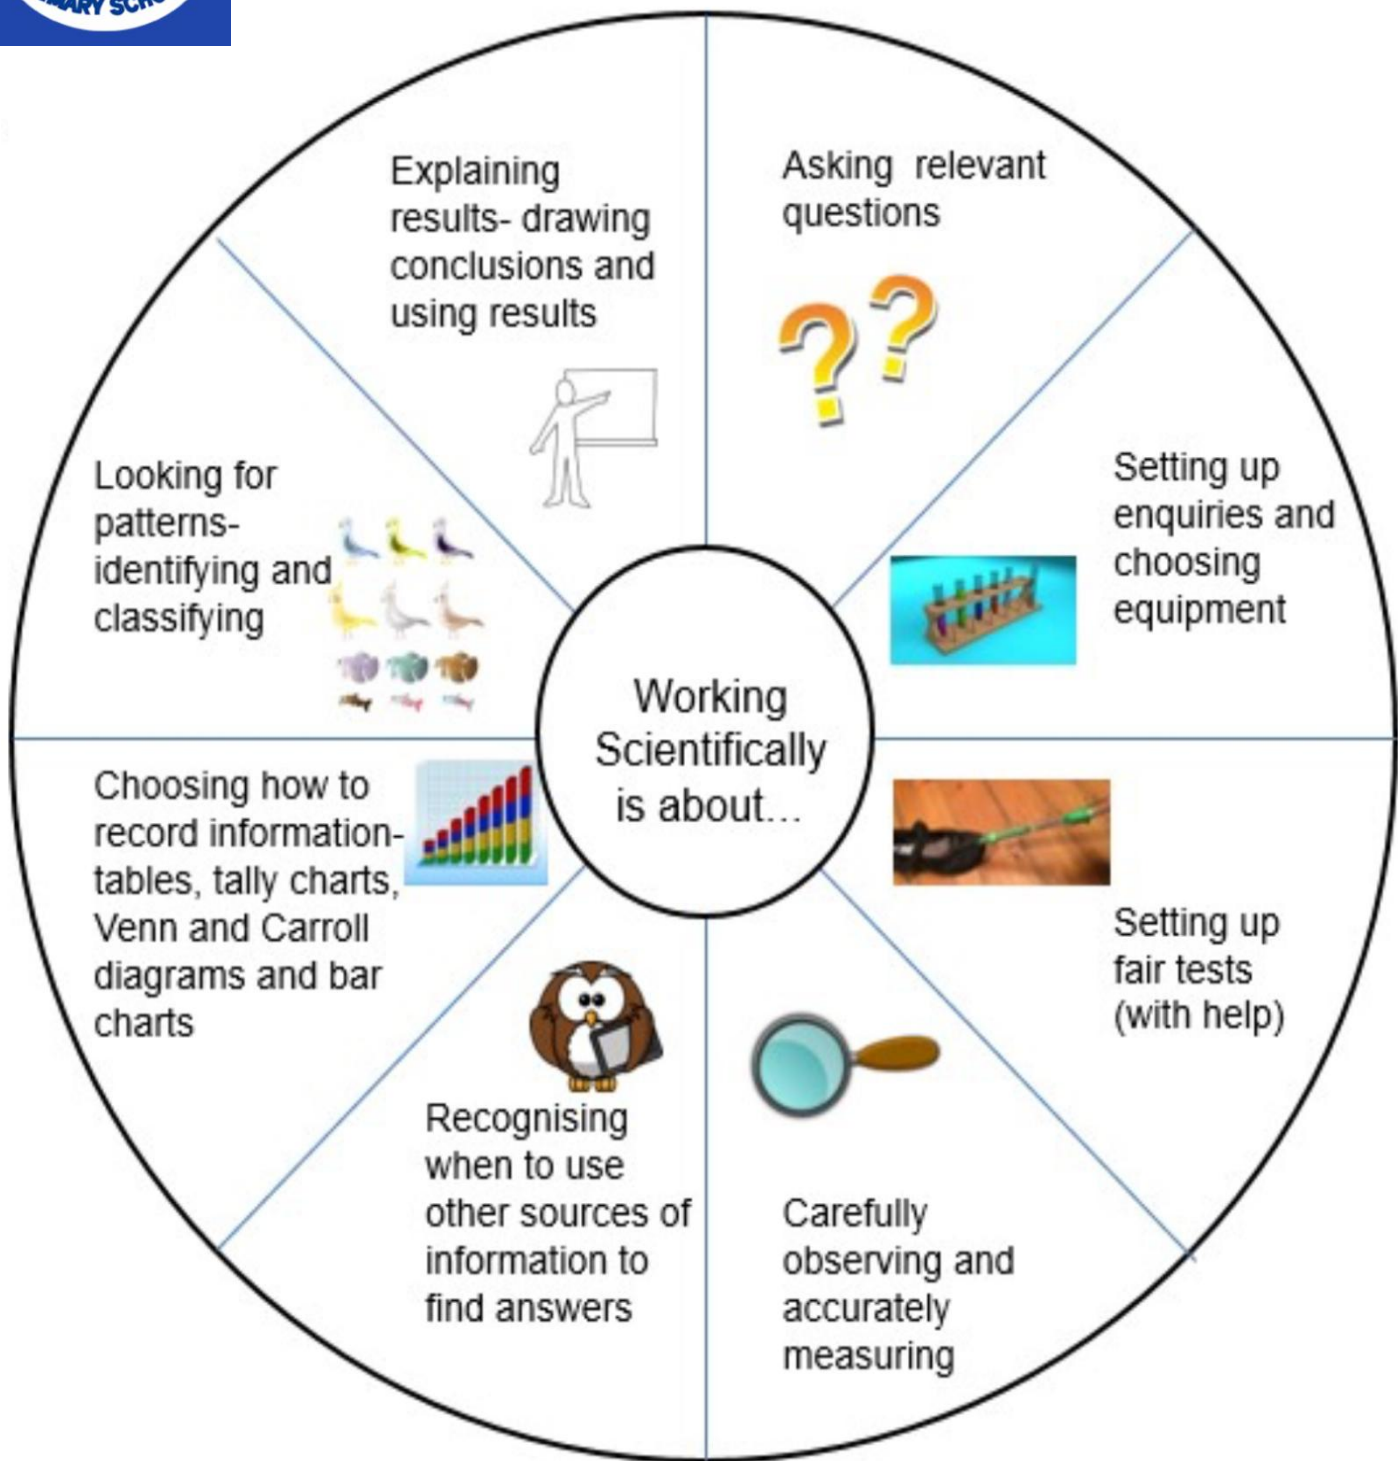 PRIMARY SCHOOL
Explaining
results- drawing
conclusions and
using results
Asking relevant
questions
Setting up
enquiries and
choosing
equipment
Setting up
fair tests
(with help)
Carefully
observing and
accurately
measuring
Recognising
when to use
other sources of
information to
find answers
Choosing how to
record information-
tables, tally charts,
Venn and Carroll
diagrams and bar
charts
Looking for
patterns-
identifying and
classifying
Working
Scientifically
is about...